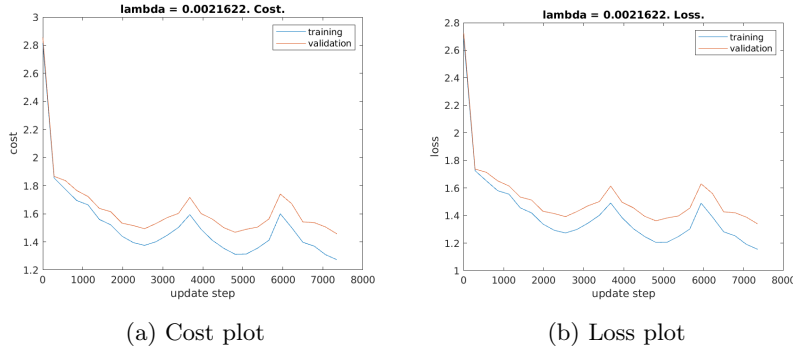 lambda = 0.0021622. Cost.
3
2.8
2.6
2.4
2.2
2
1.8
1.6
1.4
1.2
cost
training
validation
0 1000 2000 3000 4000 5000 6000 7000 8000
update step
(a) Cost plot
lambda = 0.0021622. Loss.
2.8
2.6
2.4
2.2
2
1.8
1.6
1.4
1.2
1
loss
training
validation
0 1000 2000 3000 4000 5000 6000 7000 8000
update step
(b) Loss plot